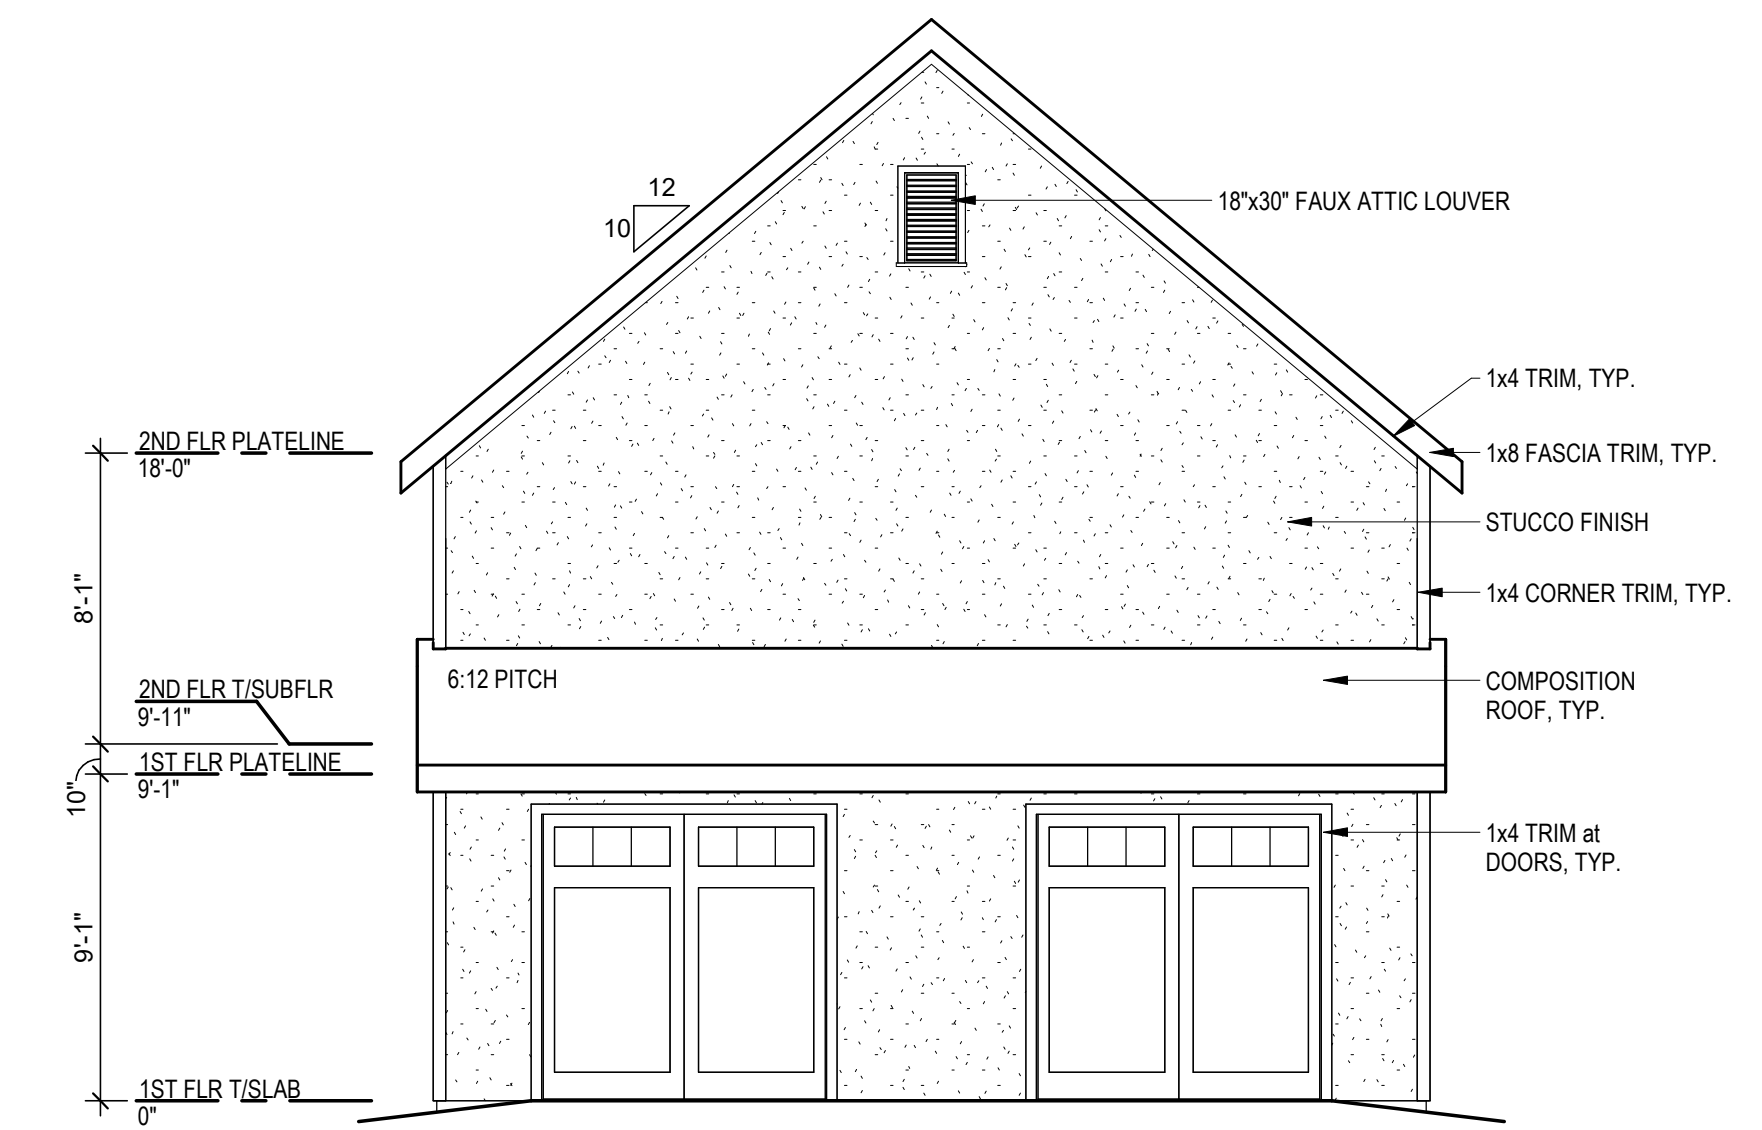 12
10
18"x30" FAUX ATTIC LOUVER
1x4 TRIM, TYP.
2ND FLR PLATELINE
18'-0"
1x8 FASCIA TRIM, TYP.
STUCCO FINISH
8'-1"
1x4 CORNER TRIM, TYP.
6:12 PITCH
COMPOSITION
ROOF, TYP.
2ND FLR T/SUBFLR
9'-11"
1ST FLR PLATELINE
9'-1"
10"
1x4 TRIM at
DOORS, TYP.
9'-1"
1ST FLR T/SLAB
0"